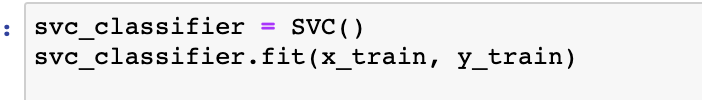 : svc_classifier = SVC()
svc_classifier.fit(x_train, y_train)